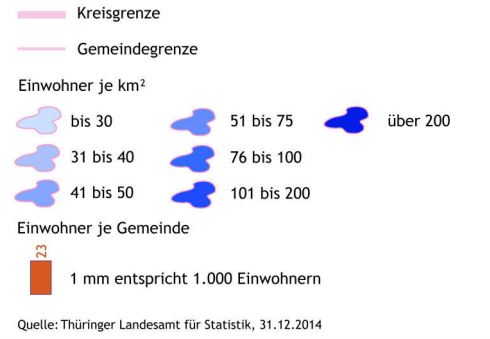 Kreisgrenze
Gemeindegrenze
Einwohner je km²
bis 30
51 bis 75
über 200
31 bis 40
76 bis 100
41 bis 50
101 bis 200
Einwohner je Gemeinde
23
1 mm entspricht 1.000 Einwohnern
Quelle: Thüringer Landesamt für Statistik, 31.12.2014